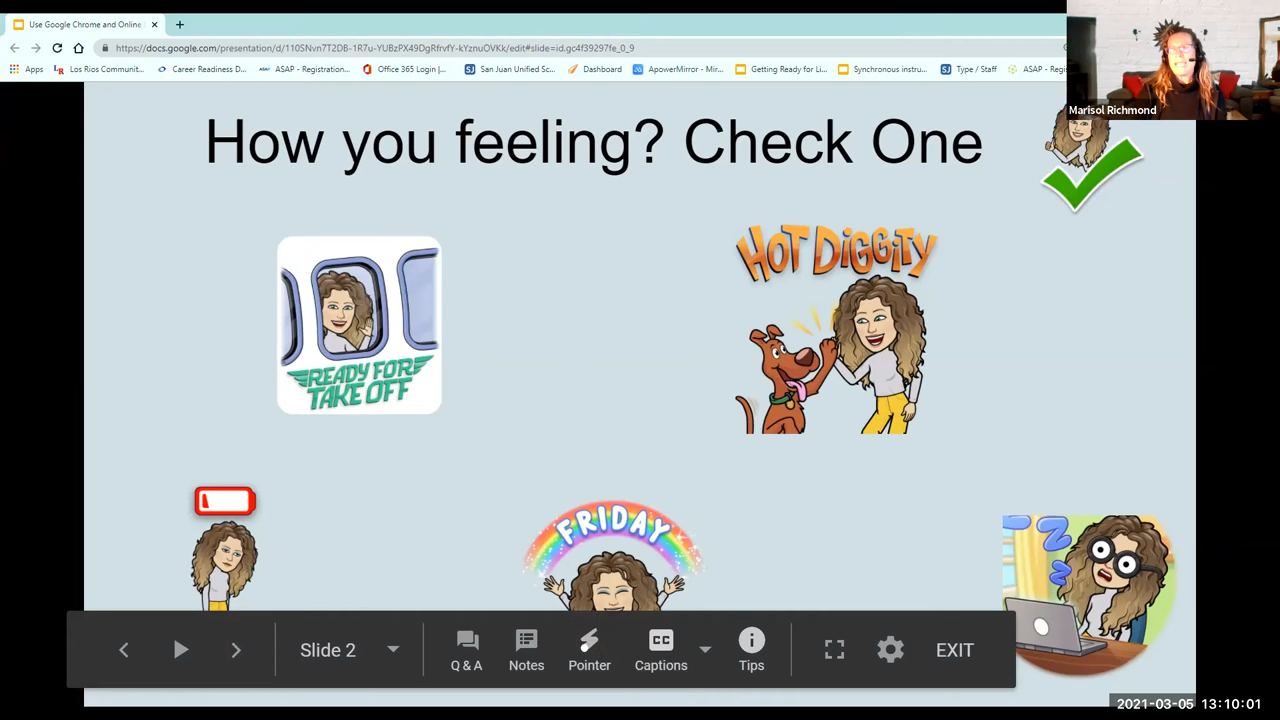 Use Google Chrome and Online
https://docs.google.com/presentation/d/110SNvn7T2DB-1R7u-YUBzPX49DgRfrvfY-kYznuOVKk/edit#slide=id.gc4f39297fe_0_9
Apps Los Rios Communit... Career Readiness D... ASAP - Registration... Office 365 Login |... San Juan Unified Sc... Dashboard ApowerMirror - Mir... Getting Ready for Li... Synchronous instru... Type / Staff ASAP - Reg
Marisol Richmond
How you feeling? Check One
HOT DIGGITY
READY FOR
TAKE OFF
FRIDAY
Z
Z
Slide 2
Q & A Notes Pointer CC Captions Tips EXIT
2021-03-05 13:10:01